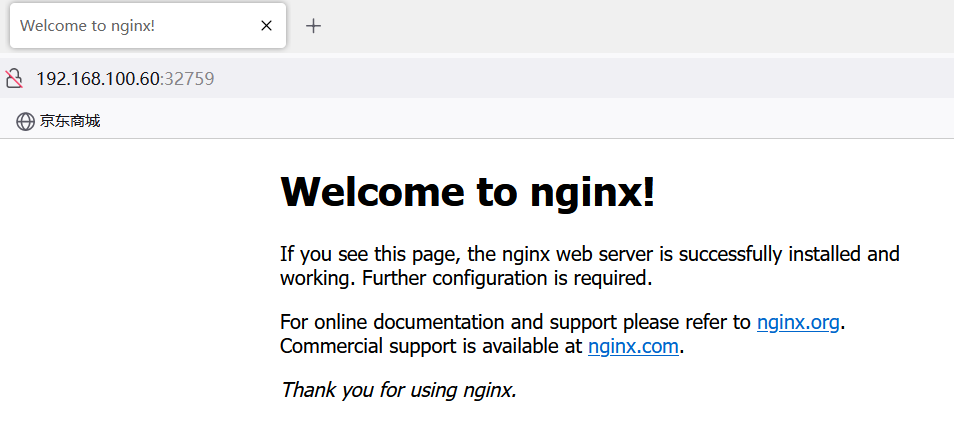 Welcome to nginx!
192.168.100.60:32759
京东商城
Welcome to nginx!
If you see this page, the nginx web server is successfully installed and
working. Further configuration is required.
For online documentation and support please refer to nginx.org.
Commercial support is available at nginx.com.
Thank you for using nginx.